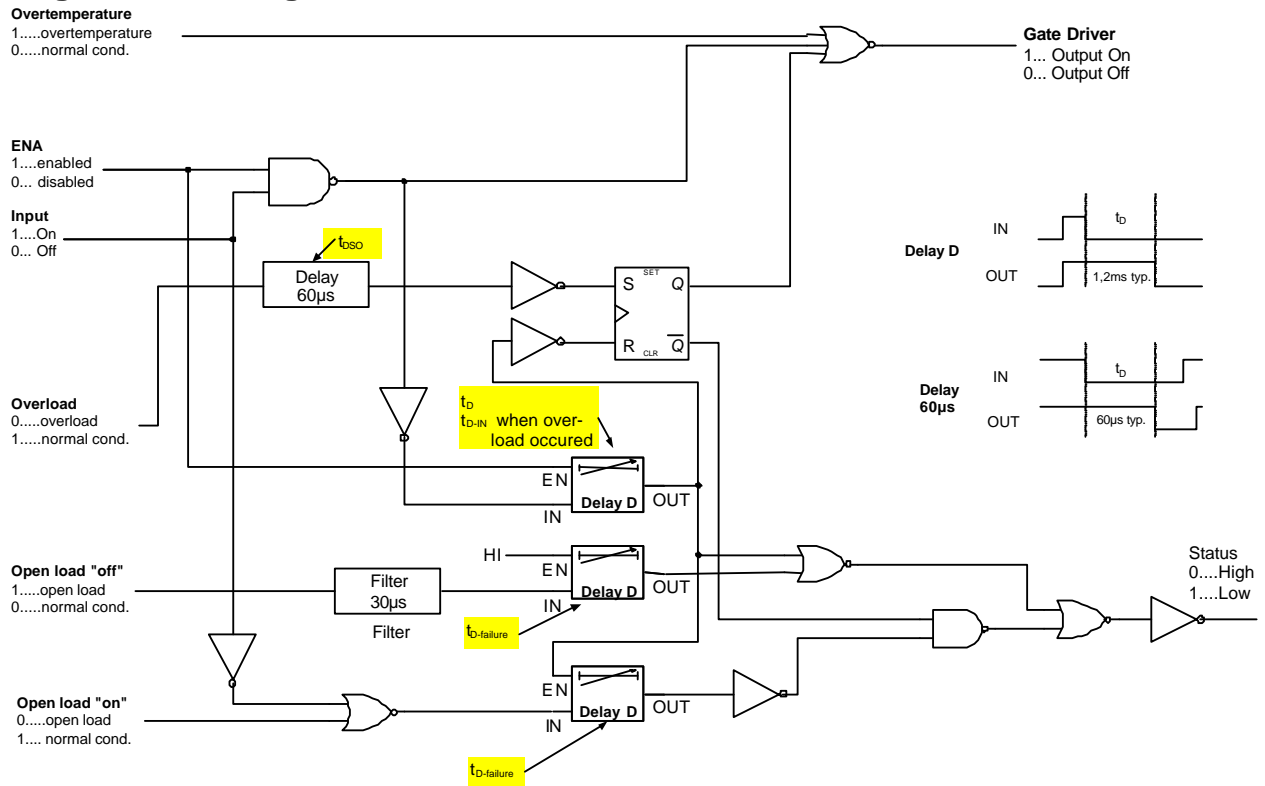 Overtemperature
1.....overtemperature
0.....normal cond.
Gate Driver
1... Output On
0... Output Off
ENA
1....enabled
0... disabled
Input
1....On
0... Off
tDSO
Delay
60µs
SET
S
Q
R
CLR
Q
Delay D
IN
tD
OUT
1,2ms typ.
Delay
60µs
IN
tD
OUT
60µs typ.
Overload
0.....overload
1.....normal cond.
tD
tD-IN when over-
load occured
EN
Delay D
OUT
IN
HI
EN
Delay D
OUT
IN
Open load "off"
1.....open load
0.....normal cond.
Filter
30µs
Filter
tD-failure
Status
0....High
1....Low
Open load "on"
0.....open load
1.... normal cond.
EN
Delay D
OUT
IN
tD-failure